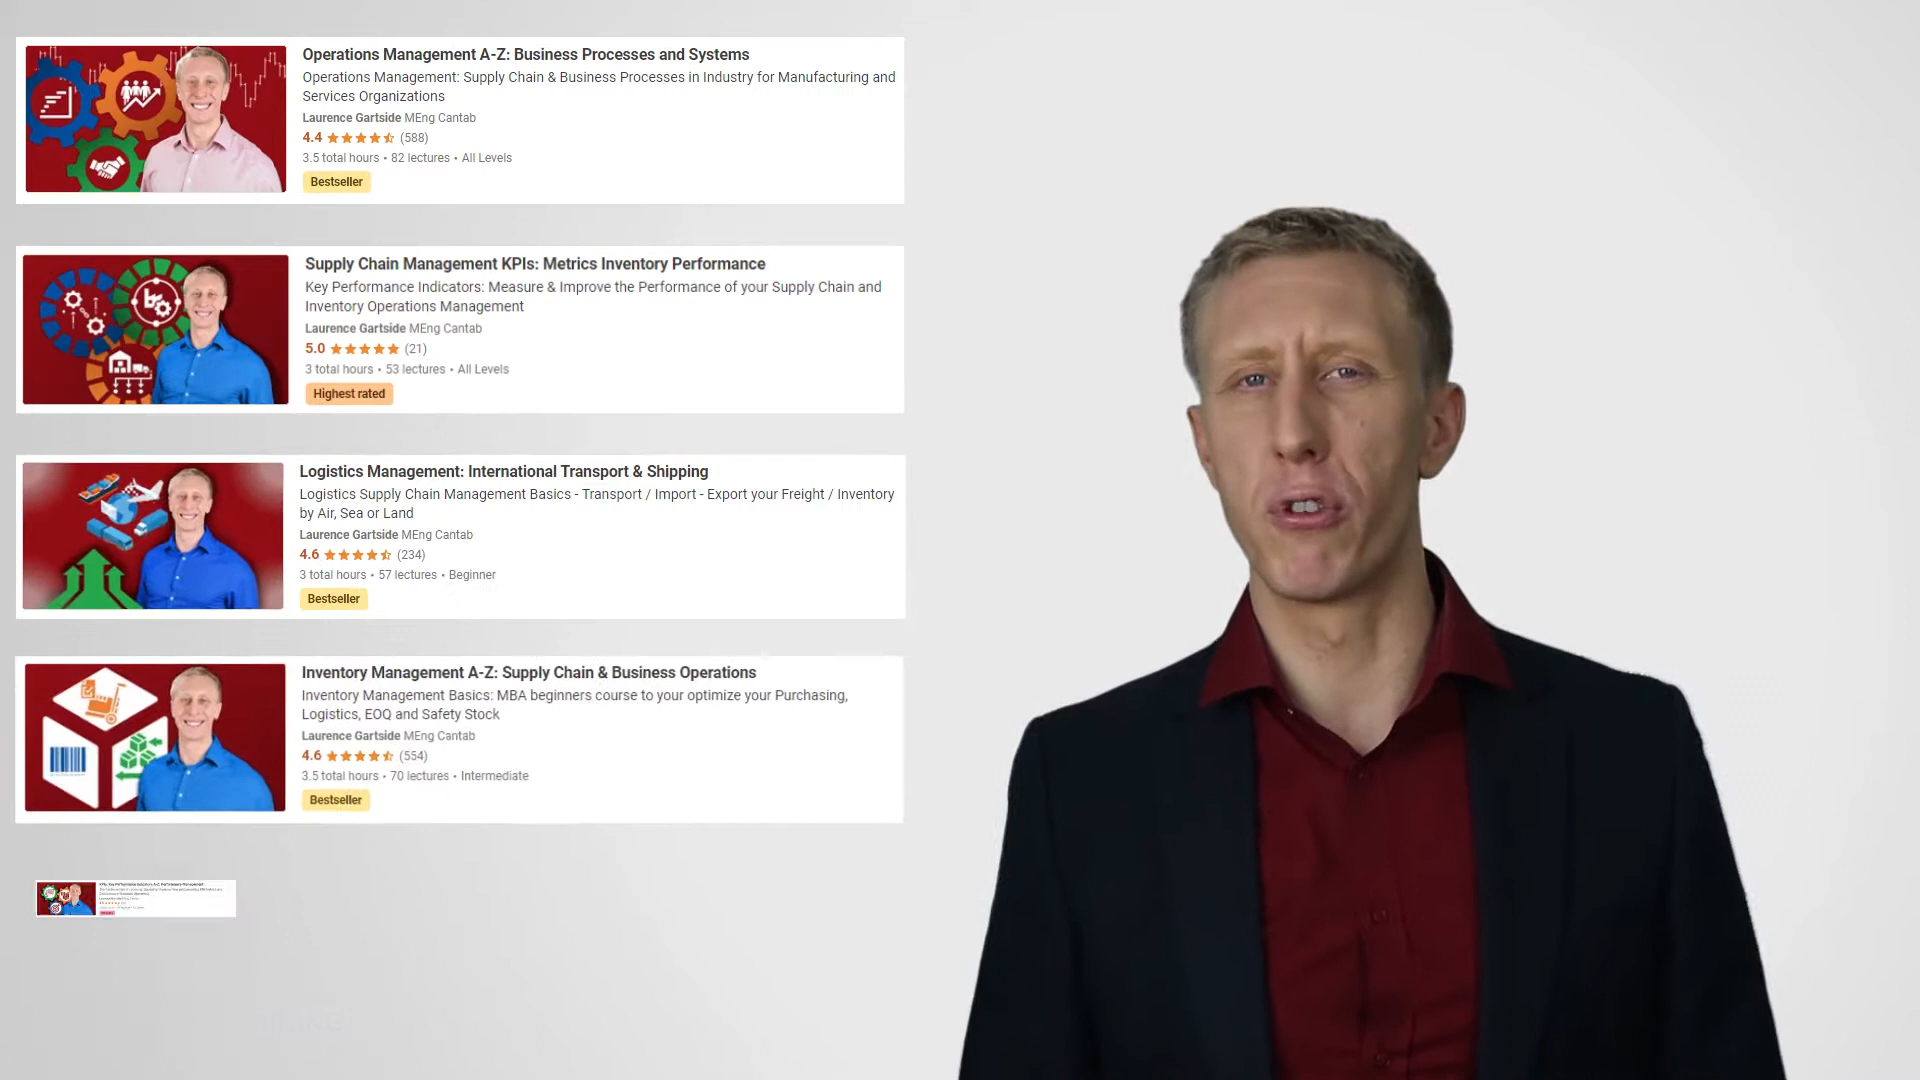 Operations Management A-Z: Business Processes and Systems
Operations Management: Supply Chain & Business Processes in Industry for Manufacturing and
Services Organizations
Laurence Gartside MEng Cantab
4.4 (588)
3.5 total hours • 82 lectures • All Levels
Bestseller
Supply Chain Management KPIs: Metrics Inventory Performance
Key Performance Indicators: Measure & Improve the Performance of your Supply Chain and
Inventory Operations Management
Laurence Gartside MEng Cantab
5.0 (21)
3 total hours • 53 lectures • All Levels
Highest rated
Logistics Management: International Transport & Shipping
Logistics Supply Chain Management Basics - Transport / Import - Export your Freight / Inventory
by Air, Sea or Land
Laurence Gartside MEng Cantab
4.6 (234)
3 total hours • 57 lectures • Beginner
Bestseller
Inventory Management A-Z: Supply Chain & Business Operations
Inventory Management Basics: MBA beginners course to your optimize your Purchasing,
Logistics, EOQ and Safety Stock
Laurence Gartside MEng Cantab
4.6 (554)
3.5 total hours • 70 lectures • Intermediate
Bestseller